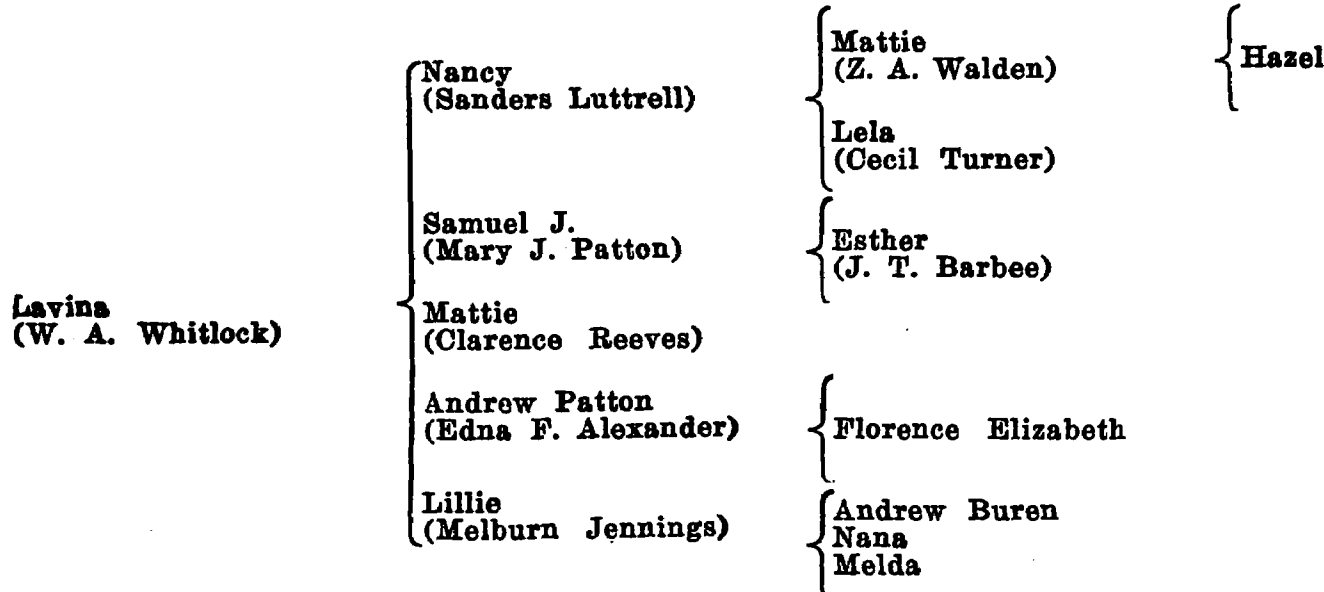 Lavina
(W. A. Whitlock)
Nancy
(Sanders Luttrell)
Mattie
(Z. A. Walden)
Hazel
Lela
(Cecil Turner)
Samuel J.
(Mary J. Patton)
Esther
(J. T. Barbee)
Mattie
(Clarence Reeves)
Andrew Patton
(Edna F. Alexander)
Florence Elizabeth
Lillie
(Melburn Jennings)
Andrew Buren
Nana
Melda